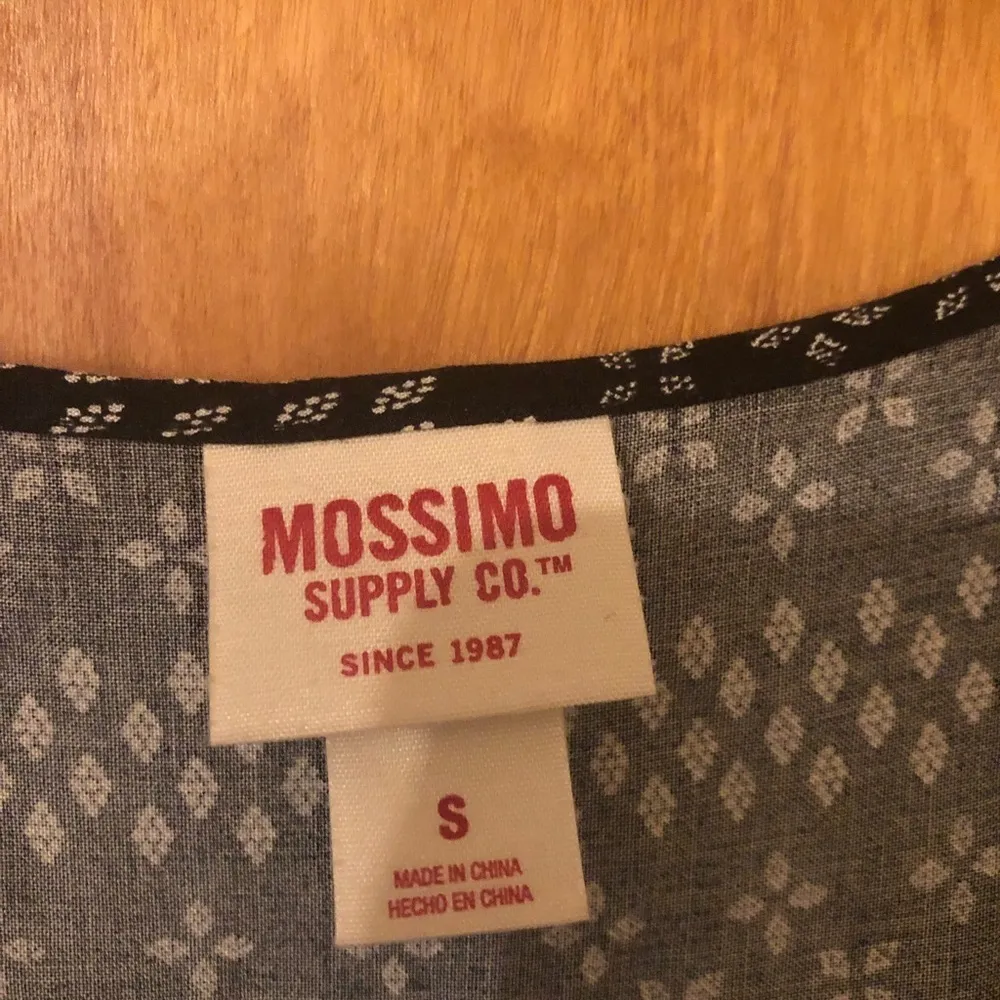 MOSSIMO
SUPPLY CO.™
SINCE 1987
S
MADE IN CHINA
HECHO EN CHINA